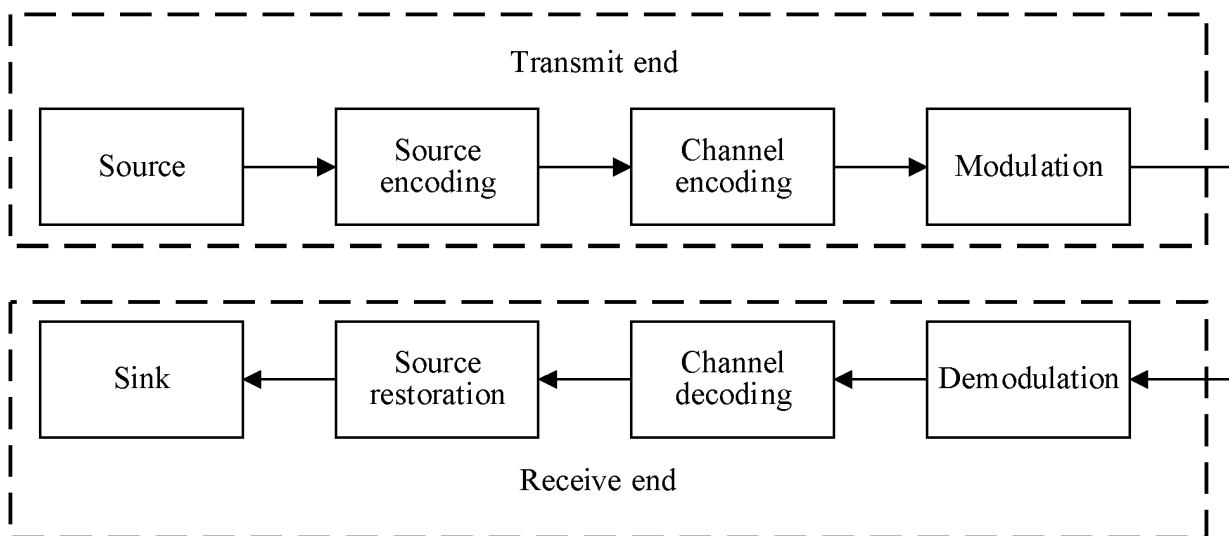 Transmit end
Source
Source
encoding
Channel
encoding
Modulation
Sink
Source
restoration
Channel
decoding
Demodulation
Receive end